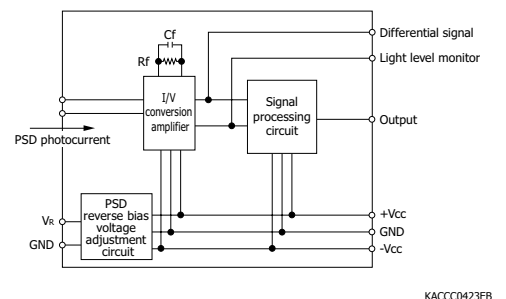 Cf
Rf
Differential signal
Light level monitor
I/V
conversion
amplifier
Signal
processing
circuit
Output
PSD photocurrent
VR
GND
PSD
reverse bias
voltage
adjustment
circuit
+Vcc
GND
-Vcc
KACCC0423EB